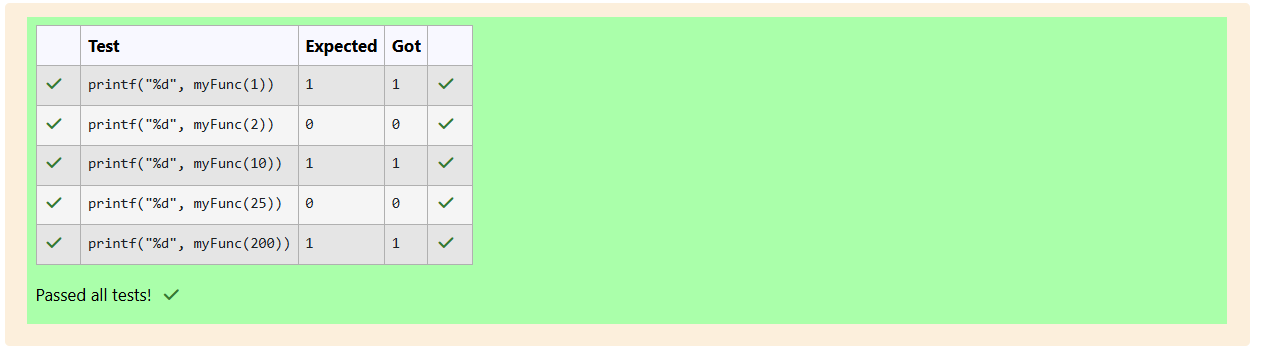 Test Expected Got
printf("%d", myFunc(1)) 1 1
printf("%d", myFunc(2)) 0 0
printf("%d", myFunc(10)) 1 1
printf("%d", myFunc(25)) 0 0
printf("%d", myFunc(200)) 1 1
Passed all tests!